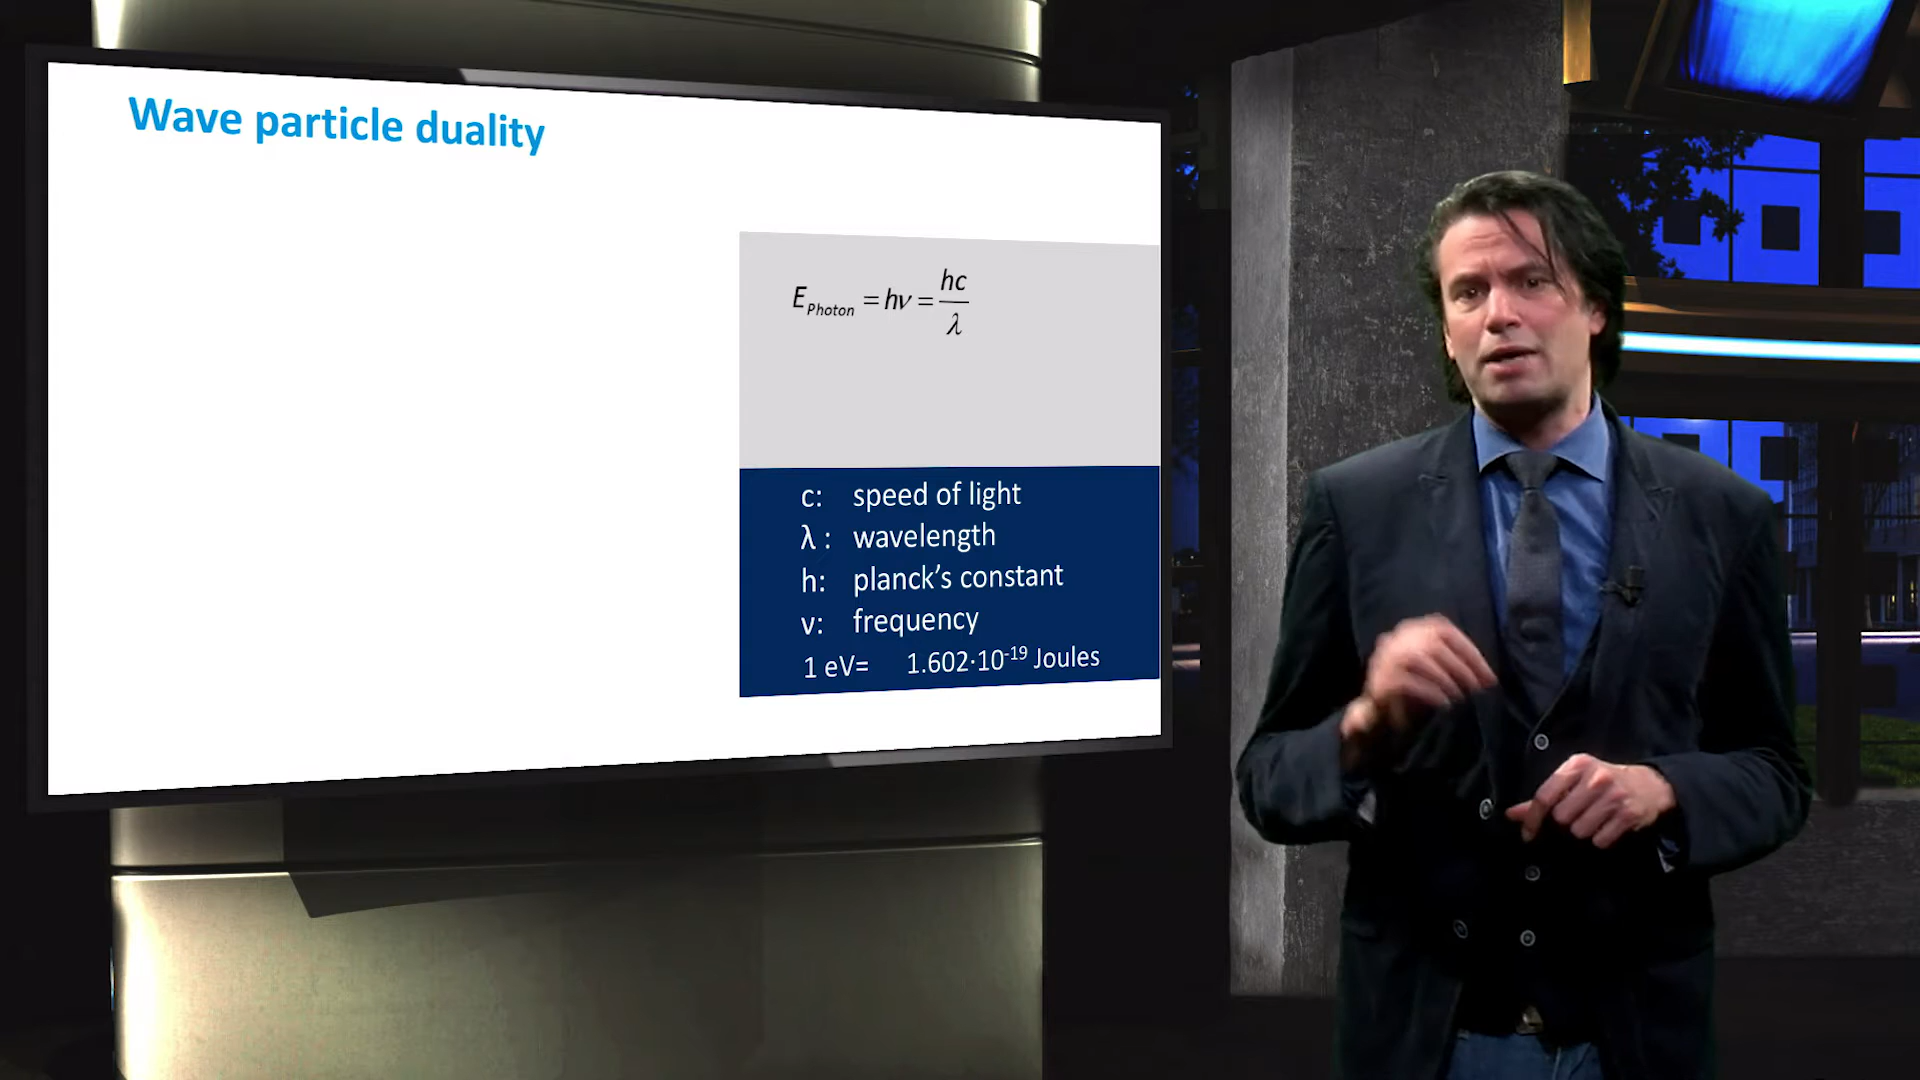 Wave particle duality
E_Photon = hν = hc/λ
c: speed of light
λ : wavelength
h: planck's constant
ν: frequency
1 eV= 1.602·10⁻¹⁹ Joules